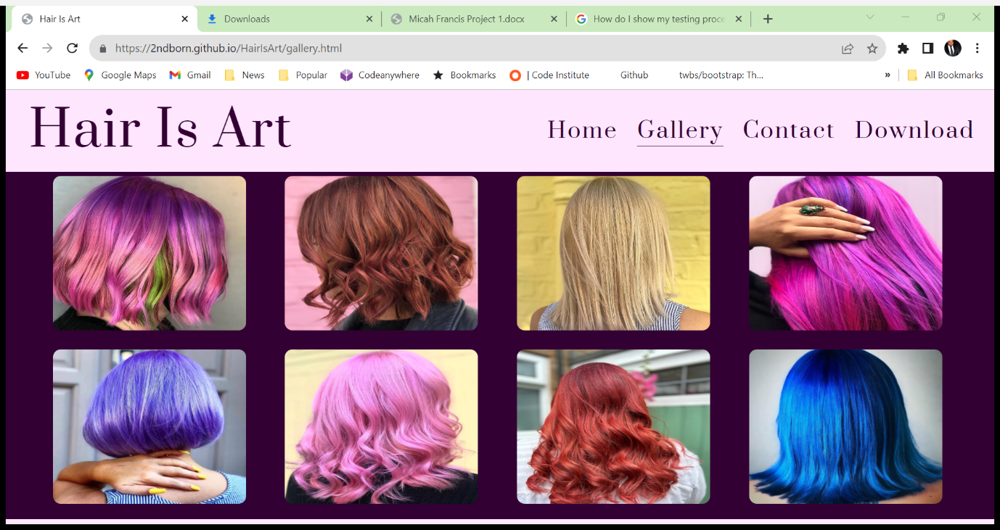 Hair Is Art Downloads Micah Francis Project 1.docx How do I show my testing proce
https://2ndborn.github.io/HairIsArt/gallery.html
YouTube Google Maps Gmail News Popular Codeanywhere Bookmarks | Code Institute Github twbs/bootstrap: Th... » All Bookmarks
Hair Is Art Home Gallery Contact Download